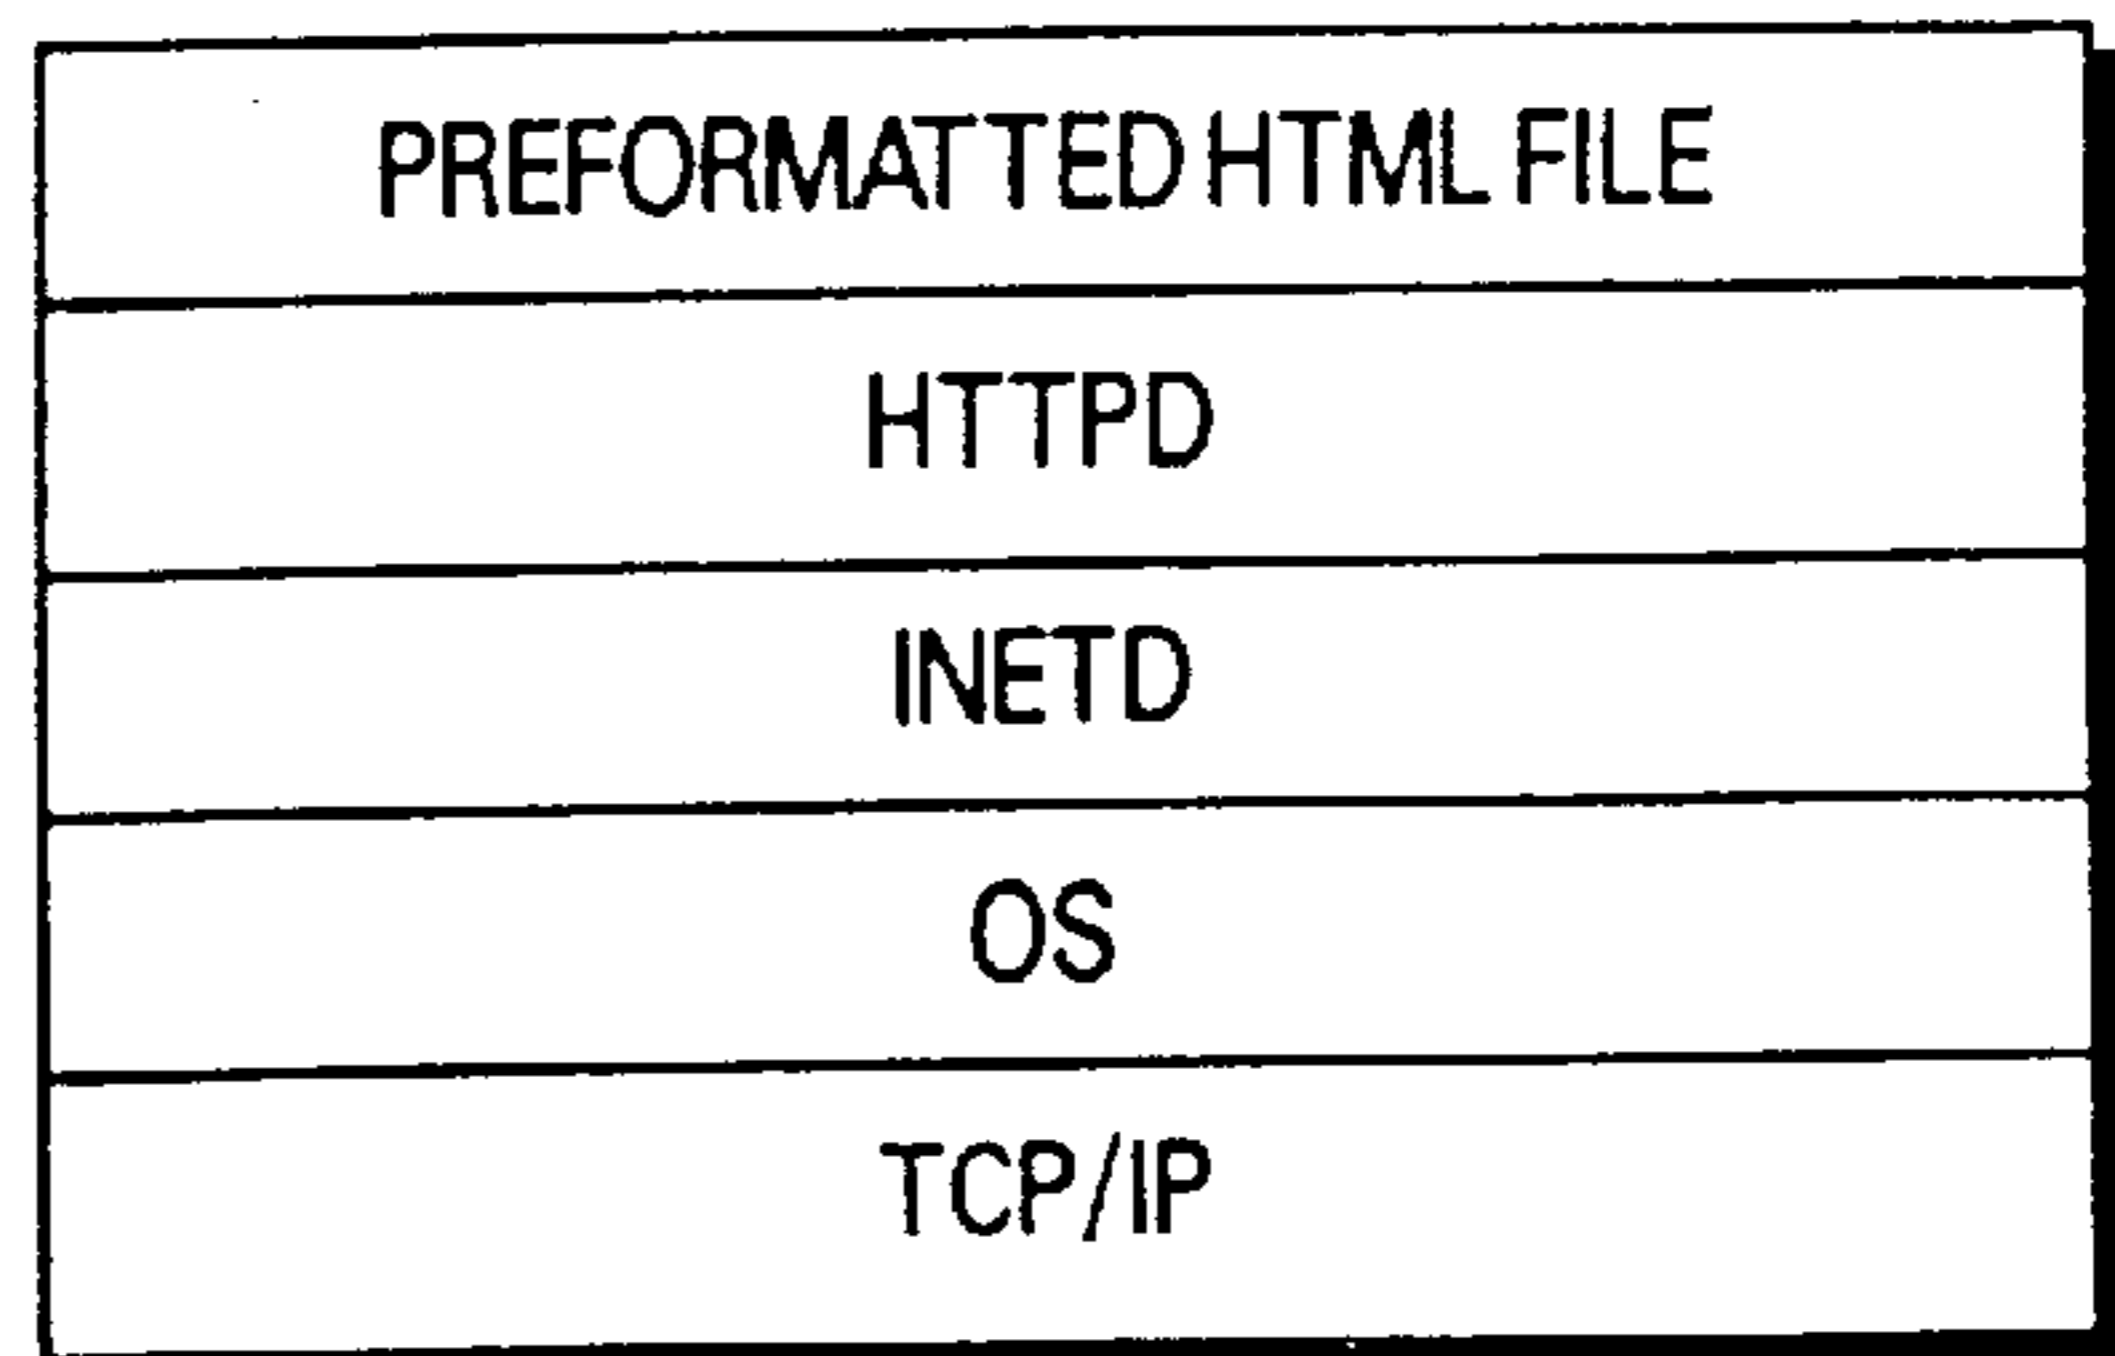 PREFORMATTED HTML FILE
HTTPD
INETD
OS
TCP/IP